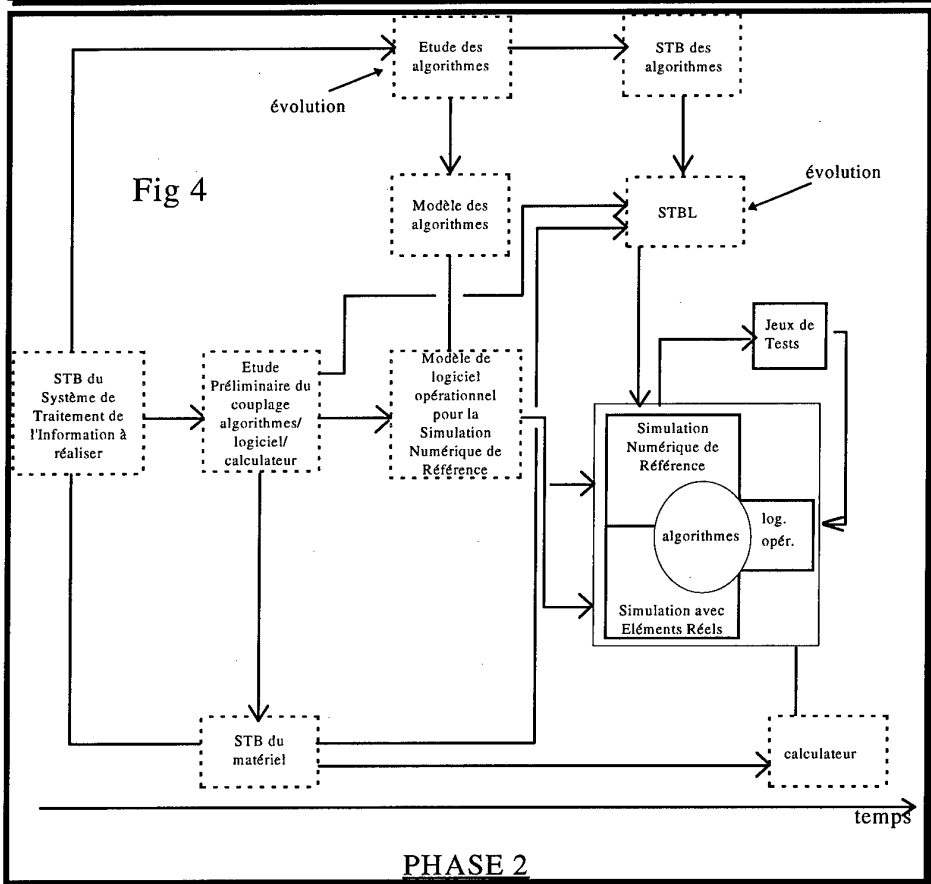 Etude des
algorithmes
STB des
algorithmes
évolution
Fig 4
Modèle des
algorithmes
STBL
évolution
Jeux de
Tests
STB du
Système de
Traitement de
l'Information à
réaliser
Etude
Préliminaire du
couplage
algorithmes/
logiciel/
calculateur
Modèle de
logiciel
opérationnel
pour la
Simulation
Numérique de
Référence
Simulation
Numérique de
Référence
algorithmes
log.
opér.
Simulation avec
Eléments Réels
STB du
matériel
calculateur
temps
PHASE 2